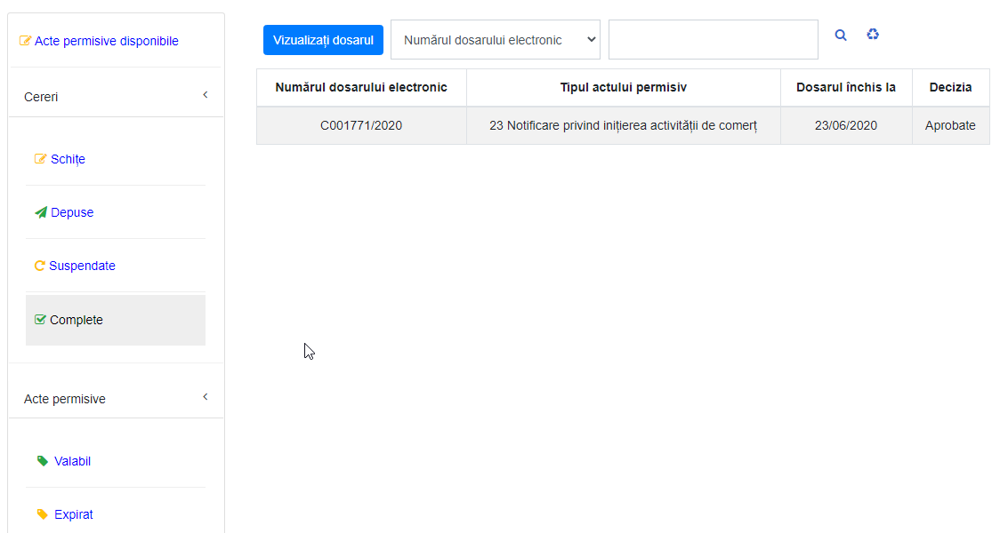 Acte permisive disponibile
Cereri
Schițe
Depuse
Suspendate
Complete
Acte permisive
Valabil
Expirat
Vizualizați dosarul
Numărul dosarului electronic
Numărul dosarului electronic Tipul actului permisiv Dosarul închis la Decizia
C001771/2020 23 Notificare privind inițierea activității de comerț 23/06/2020 Aprobate